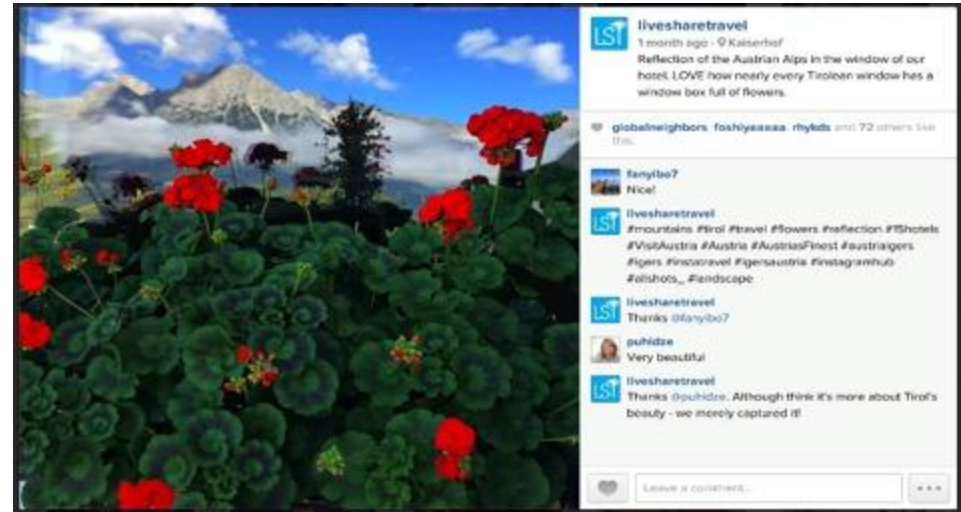 LST
livesharetravel
1 month ago - Kaiserhof
Reflection of the Austrian Alps in the window of our
hotel. LOVE how nearly every Tirolean window has a
window box full of flowers.
globalneighbors, foshiyaaaaa, rhykds and 72 others like
this.
fanyibo7
Nice!
LST
livesharetravel
#mountains #tirol #travel #flowers #reflection #TShotels
#VisitAustria #Austria #AustriasFinest #austriaigers
#igers #instatravel #igersaustria #instagramhub
#allshots_ #landscape
LST
livesharetravel
Thanks @fanyibo7
puhidze
Very beautiful
LST
livesharetravel
Thanks @puhidze. Although think it's more about Tirol's
beauty - we merely captured it!
Leave a comment...